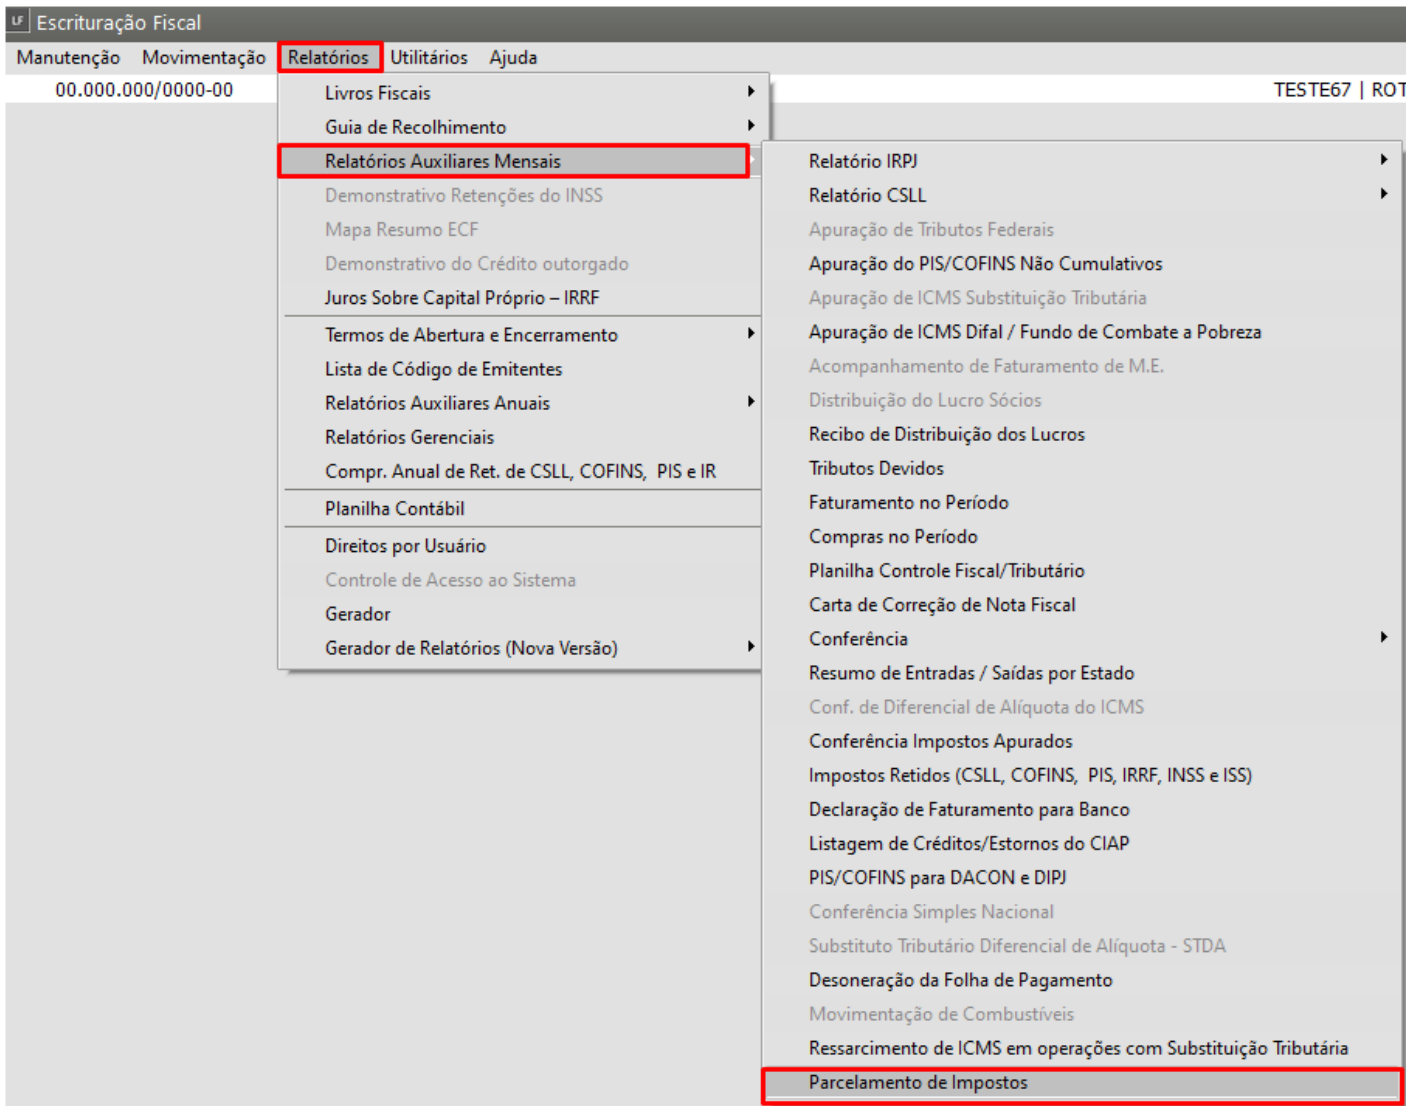 LF Escrituração Fiscal
Manutenção Movimentação Relatórios Utilitários Ajuda
00.000.000/0000-00 TESTE67 | ROT
Livros Fiscais
Guia de Recolhimento
Relatórios Auxiliares Mensais
Demonstrativo Retenções do INSS
Mapa Resumo ECF
Demonstrativo do Crédito outorgado
Juros Sobre Capital Próprio – IRRF
Termos de Abertura e Encerramento
Lista de Código de Emitentes
Relatórios Auxiliares Anuais
Relatórios Gerenciais
Compr. Anual de Ret. de CSLL, COFINS, PIS e IR
Planilha Contábil
Direitos por Usuário
Controle de Acesso ao Sistema
Gerador
Gerador de Relatórios (Nova Versão)
Relatório IRPJ
Relatório CSLL
Apuração de Tributos Federais
Apuração do PIS/COFINS Não Cumulativos
Apuração de ICMS Substituição Tributária
Apuração de ICMS Difal / Fundo de Combate a Pobreza
Acompanhamento de Faturamento de M.E.
Distribuição do Lucro Sócios
Recibo de Distribuição dos Lucros
Tributos Devidos
Faturamento no Período
Compras no Período
Planilha Controle Fiscal/Tributário
Carta de Correção de Nota Fiscal
Conferência
Resumo de Entradas / Saídas por Estado
Conf. de Diferencial de Alíquota do ICMS
Conferência Impostos Apurados
Impostos Retidos (CSLL, COFINS, PIS, IRRF, INSS e ISS)
Declaração de Faturamento para Banco
Listagem de Créditos/Estornos do CIAP
PIS/COFINS para DACON e DIPJ
Conferência Simples Nacional
Substituto Tributário Diferencial de Alíquota - STDA
Desoneração da Folha de Pagamento
Movimentação de Combustíveis
Ressarcimento de ICMS em operações com Substituição Tributária
Parcelamento de Impostos